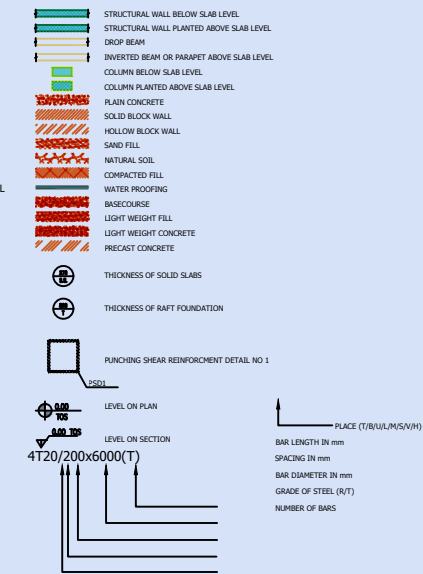 STRUCTURAL WALL BELOW SLAB LEVEL
STRUCTURAL WALL PLANTED ABOVE SLAB LEVEL
DROP BEAM
INVERTED BEAM OR PARAPET ABOVE SLAB LEVEL
COLUMN BELOW SLAB LEVEL
COLUMN PLANTED ABOVE SLAB LEVEL
PLAIN CONCRETE
SOLID BLOCK WALL
HOLLOW BLOCK WALL
SAND FILL
NATURAL SOIL
COMPACTED FILL
L WATER PROOFING
BASECOURSE
LIGHT WEIGHT FILL
LIGHT WEIGHT CONCRETE
PRECAST CONCRETE
THICKNESS OF SOLID SLABS
THICKNESS OF RAFT FOUNDATION
PUNCHING SHEAR REINFORCMENT DETAIL NO 1
PSD1
0.00 LEVEL ON PLAN
TOS
PLACE (T/B/U/L/M/S/V/H)
0.00 TOS LEVEL ON SECTION
BAR LENGTH IN mm
4T20/200x6000(T)
SPACING IN mm
BAR DIAMETER IN mm
GRADE OF STEEL (R/T)
NUMBER OF BARS